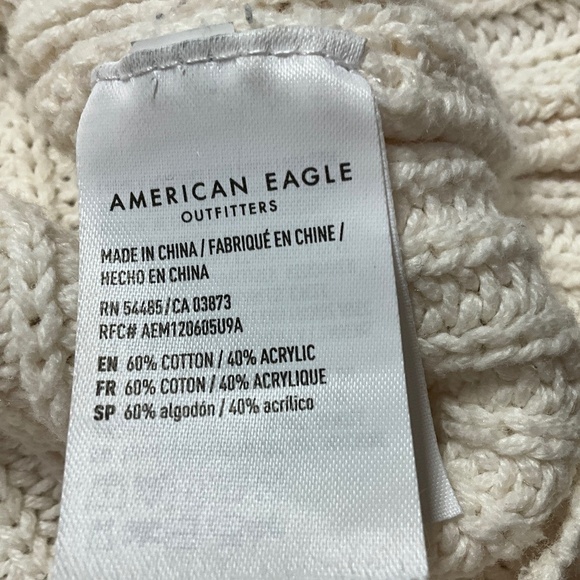 AMERICAN EAGLE
OUTFITTERS
MADE IN CHINA / FABRIQUÉ EN CHINE /
HECHO EN CHINA
RN 54485/CA 03873
RFC# AEM120605U9A
EN 60% COTTON / 40% ACRYLIC
FR 60% COTON / 40% ACRYLIQUE
SP 60% algodón / 40% acrílico